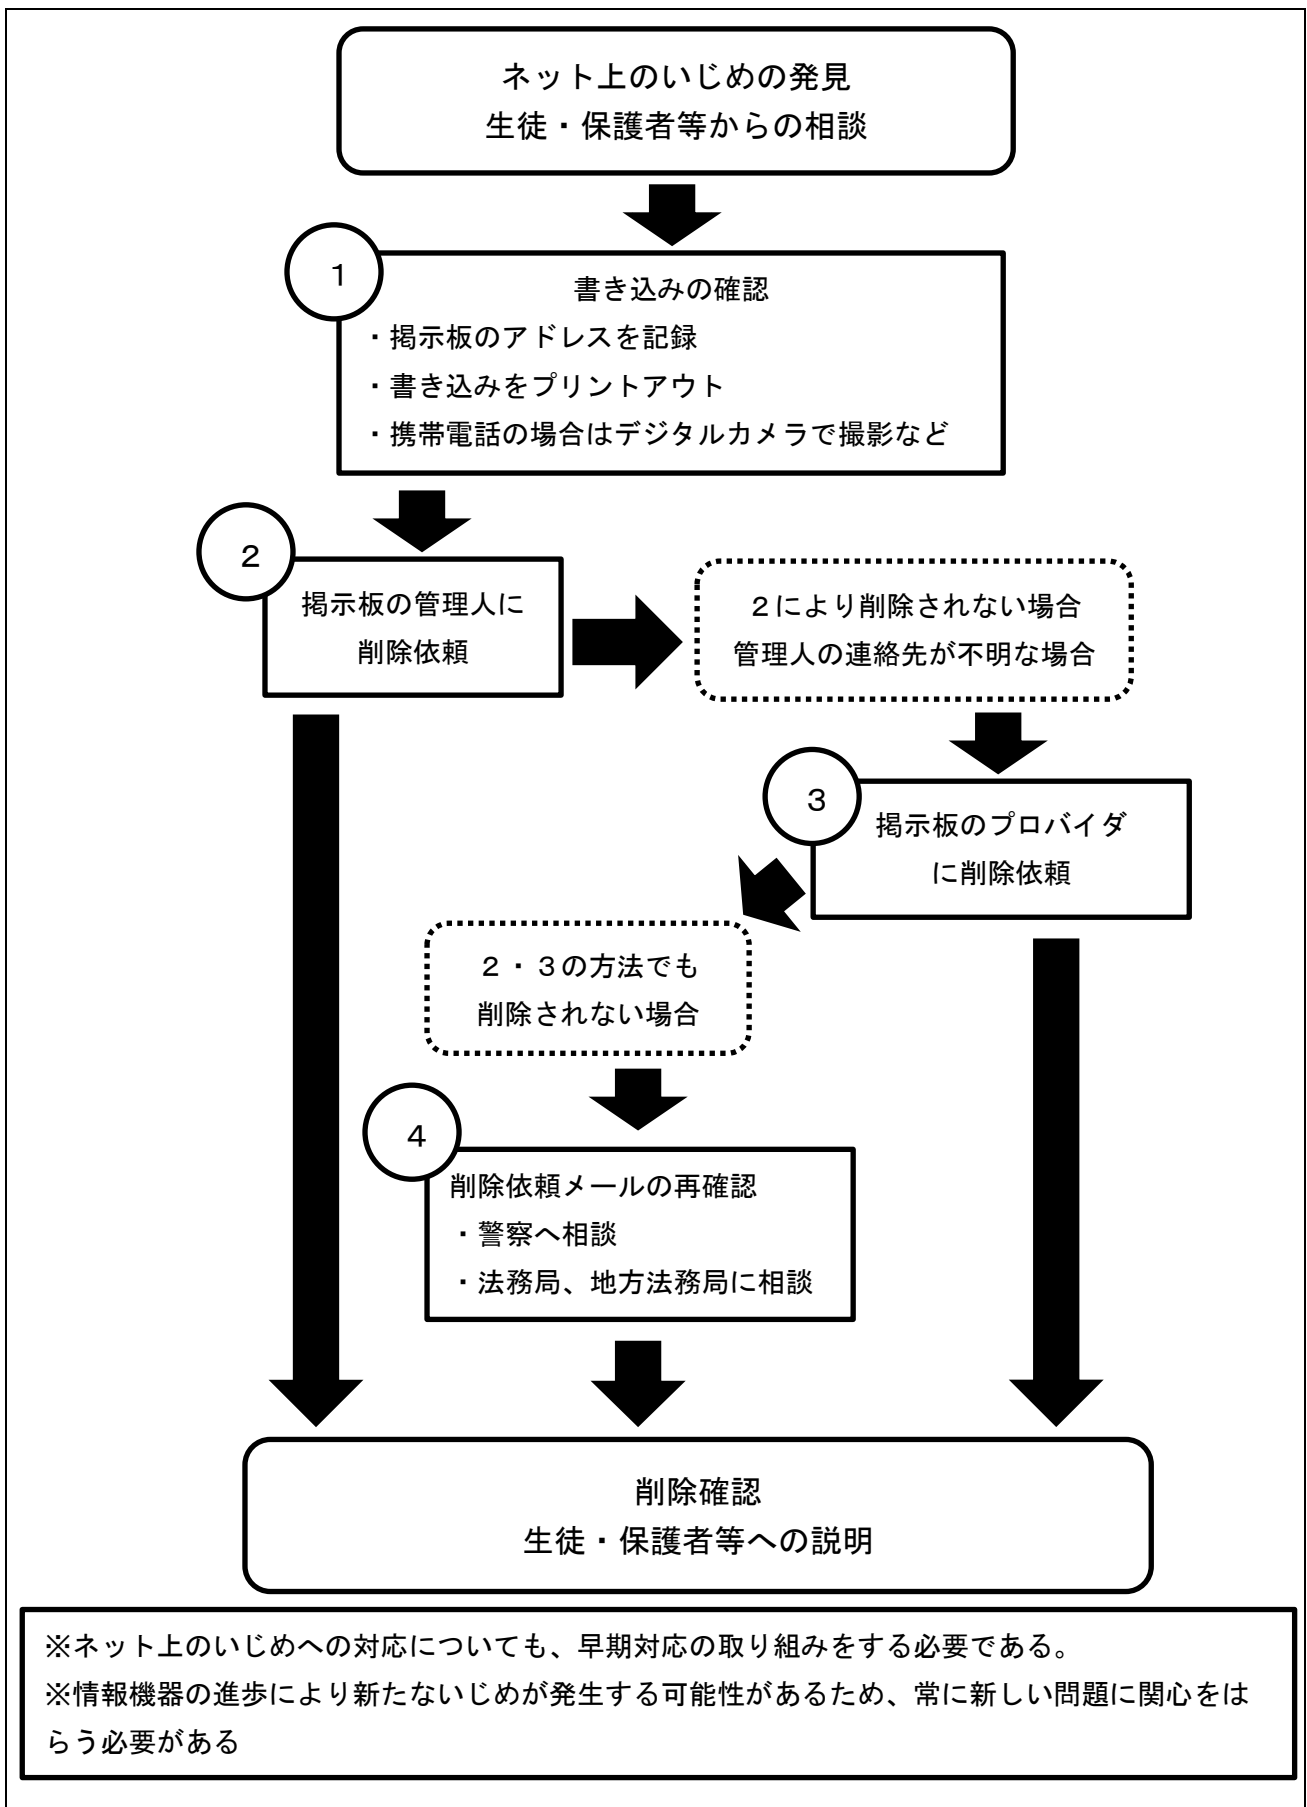 ネット上のいじめの発見
生徒・保護者等からの相談
１
書き込みの確認
・掲示板のアドレスを記録
・書き込みをプリントアウト
・携帯電話の場合はデジタルカメラで撮影など
２
掲示板の管理人に
削除依頼
２により削除されない場合
管理人の連絡先が不明な場合
３
掲示板のプロバイダ
に削除依頼
２・３の方法でも
削除されない場合
４
削除依頼メールの再確認
・警察へ相談
・法務局、地方法務局に相談
削除確認
生徒・保護者等への説明
※ネット上のいじめへの対応についても、早期対応の取り組みをする必要である。
※情報機器の進歩により新たないじめが発生する可能性があるため、常に新しい問題に関心をは
らう必要がある